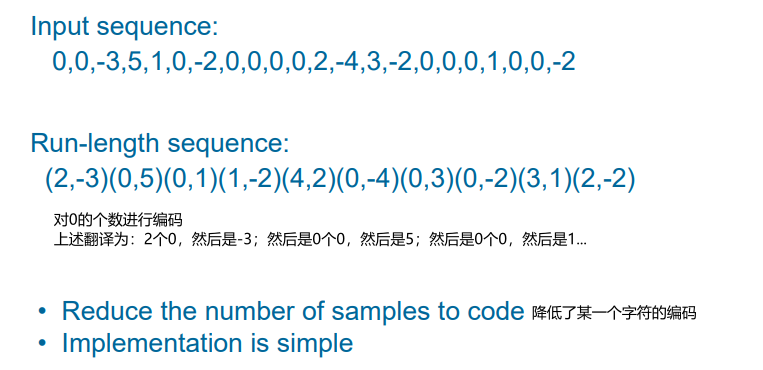 Input sequence:
0,0,-3,5,1,0,-2,0,0,0,0,2,-4,3,-2,0,0,0,1,0,0,-2
Run-length sequence:
(2,-3)(0,5)(0,1)(1,-2)(4,2)(0,-4)(0,3)(0,-2)(3,1)(2,-2)
对0的个数进行编码
上述翻译为：2个0，然后是-3；然后是0个0，然后是5；然后是0个0，然后是1...
• Reduce the number of samples to code 降低了某一个字符的编码
• Implementation is simple